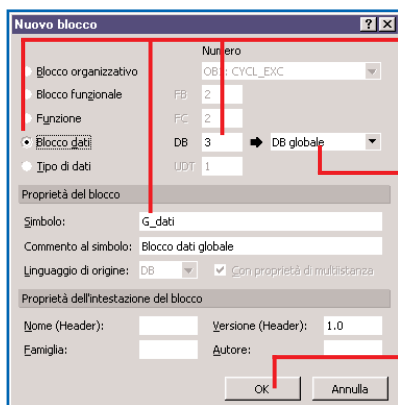 Nuovo blocco
Numero
Blocco organizzativo OB1: CYCL_EXC
Blocco funzionale FB 2
Funzione FC 2
Blocco dati DB 3 DB globale
Tipo di dati UDT 1
Proprietà del blocco
Simbolo: G_dati
Commento al simbolo: Blocco dati globale
Linguaggio di origine: DB Con proprietà di multiistanza
Proprietà dell'intestazione del blocco
Nome (Header): Versione (Header): 1.0
Famiglia: Autore:
OK Annulla